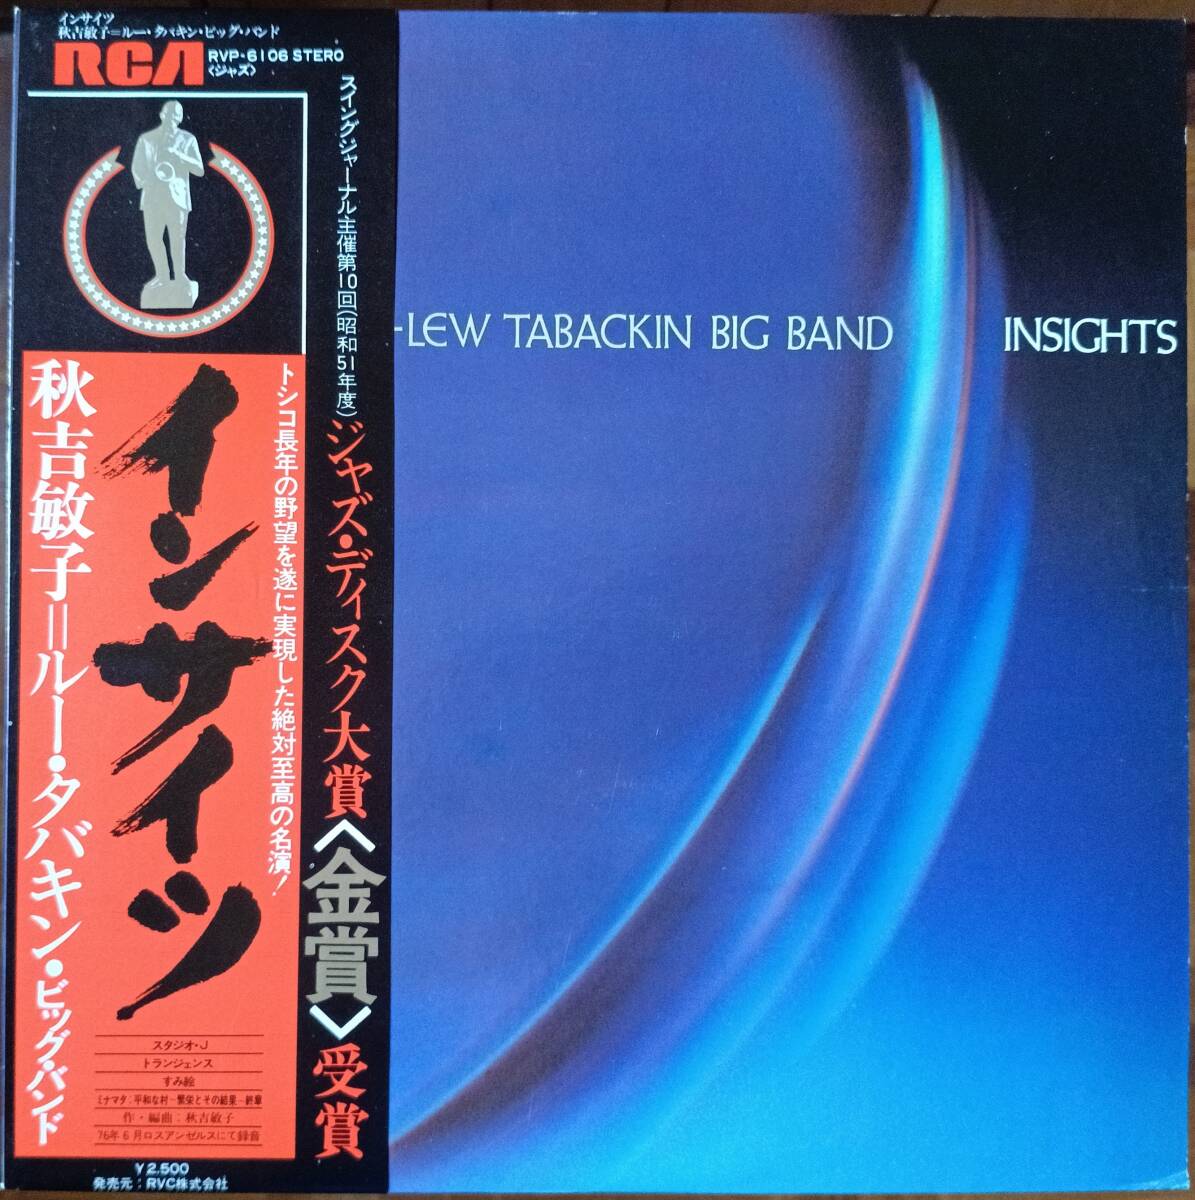 インサイツ
秋吉敏子=ルー・タバキン・ビッグ・バンド
RCA
RVP-6106 STERO
〈ジャズ〉
スイングジャーナル主催第10回(昭和51年度)ジャズ・ディスク大賞〈金賞〉受賞
トシコ長年の野望を遂に実現した絶対至高の名演!
インサイツ
秋吉敏子=ルー・タバキン・ビッグ・バンド
スタジオ・J
トランジェンス
すみ絵
ミナマタ:平和な村−繁栄とその結果−終章
作・編曲:秋吉敏子
'76年6月ロスアンゼルスにて録音
¥2,500
発売元:RVC株式会社
-LEW TABACKIN BIG BAND
INSIGHTS